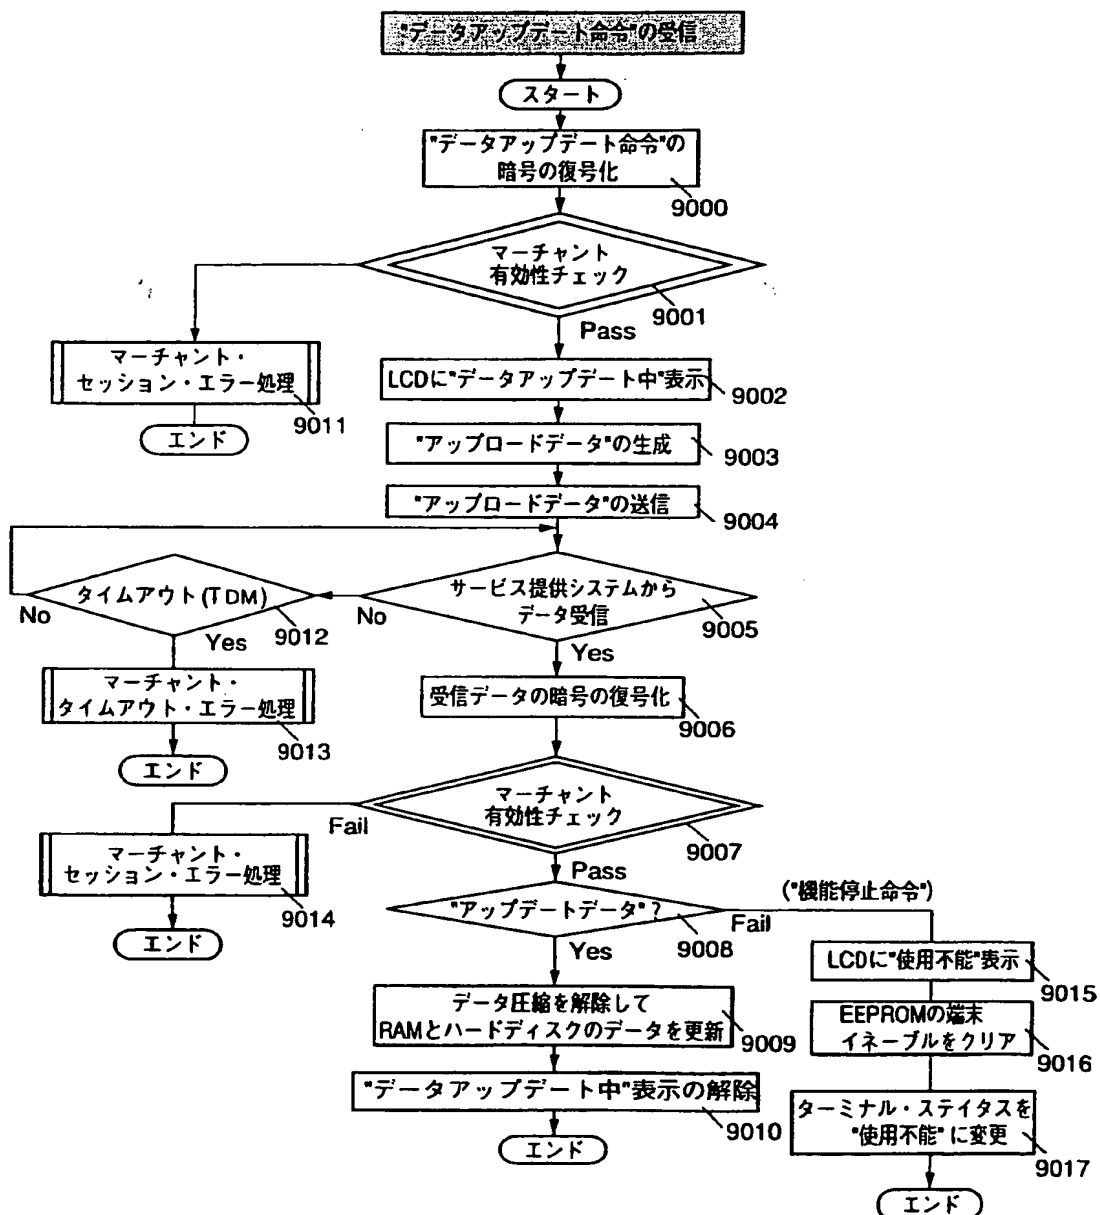 "データアップデート命令"の受信
スタート
"データアップデート命令"の
暗号の復号化
9000
マーチャント
有効性チェック
9001
Pass
マーチャント・
セッション・エラー処理
9011
エンド
LCDに"データアップデート中"表示
9002
"アップロードデータ"の生成
9003
"アップロードデータ"の送信
9004
サービス提供システムから
データ受信
9005
No
Yes
タイムアウト(TDM)
9012
No
Yes
マーチャント・
タイムアウト・エラー処理
9013
エンド
受信データの暗号の復号化
9006
マーチャント
有効性チェック
9007
Fail
Pass
マーチャント・
セッション・エラー処理
9014
エンド
"アップデートデータ"?
9008
("機能停止命令")
Fail
Yes
LCDに"使用不能"表示
9015
データ圧縮を解除して
RAMとハードディスクのデータを更新
9009
EEPROMの端末
イネーブルをクリア
9016
"データアップデート中"表示の解除
9010
エンド
ターミナル・ステイタスを
"使用不能"に変更
9017
エンド